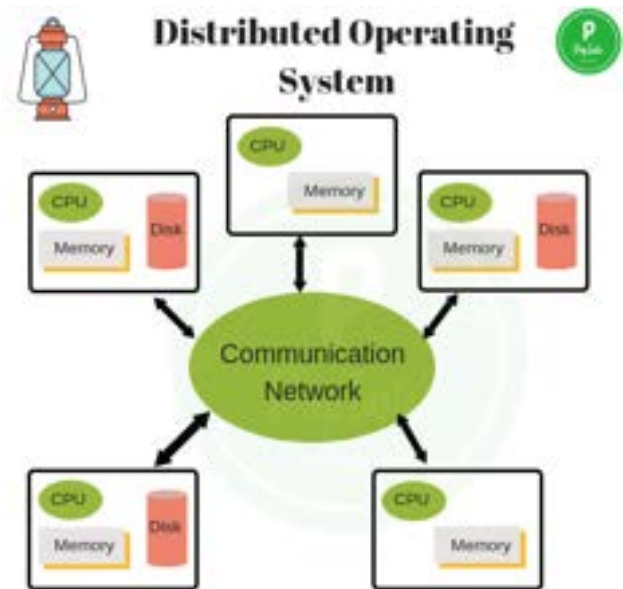 Distributed Operating
System
P
CPU
Memory
CPU
Memory
Disk
CPU
Memory
Disk
Communication
Network
CPU
Memory
Disk
CPU
Memory